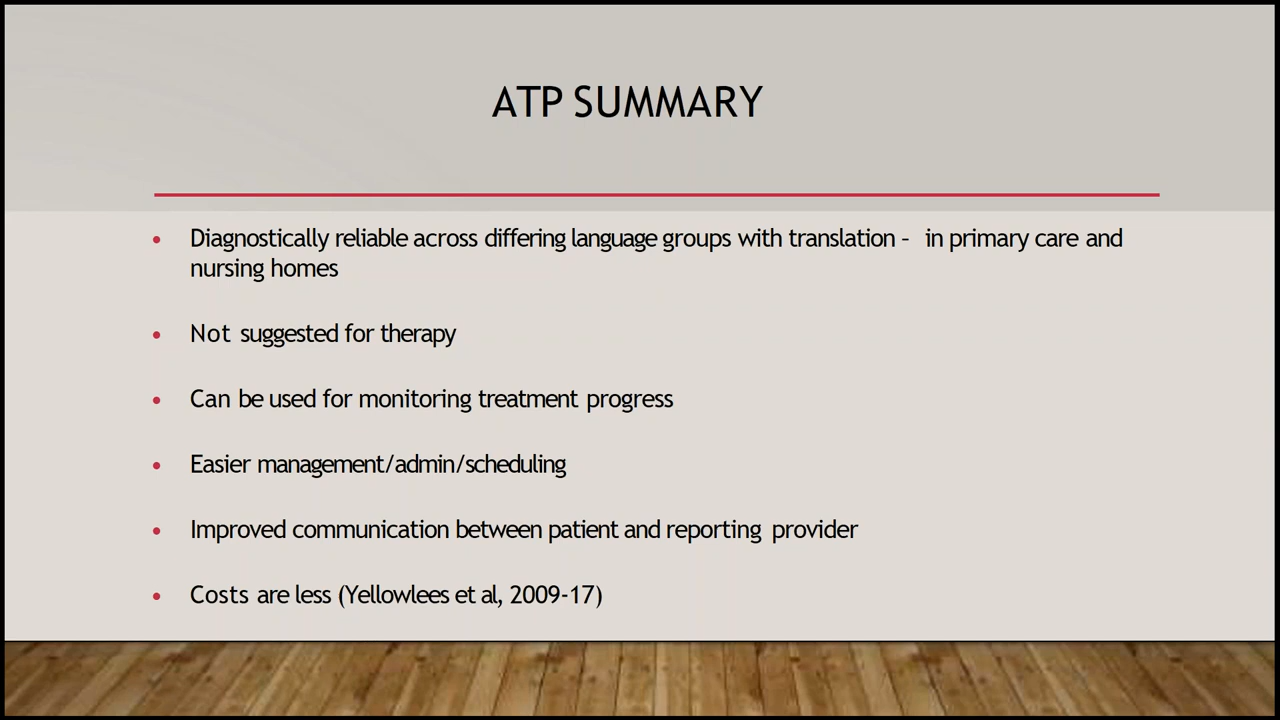 ATP SUMMARY
• Diagnostically reliable across differing language groups with translation – in primary care and
nursing homes
• Not suggested for therapy
• Can be used for monitoring treatment progress
• Easier management/admin/scheduling
• Improved communication between patient and reporting provider
• Costs are less (Yellowlees et al, 2009-17)